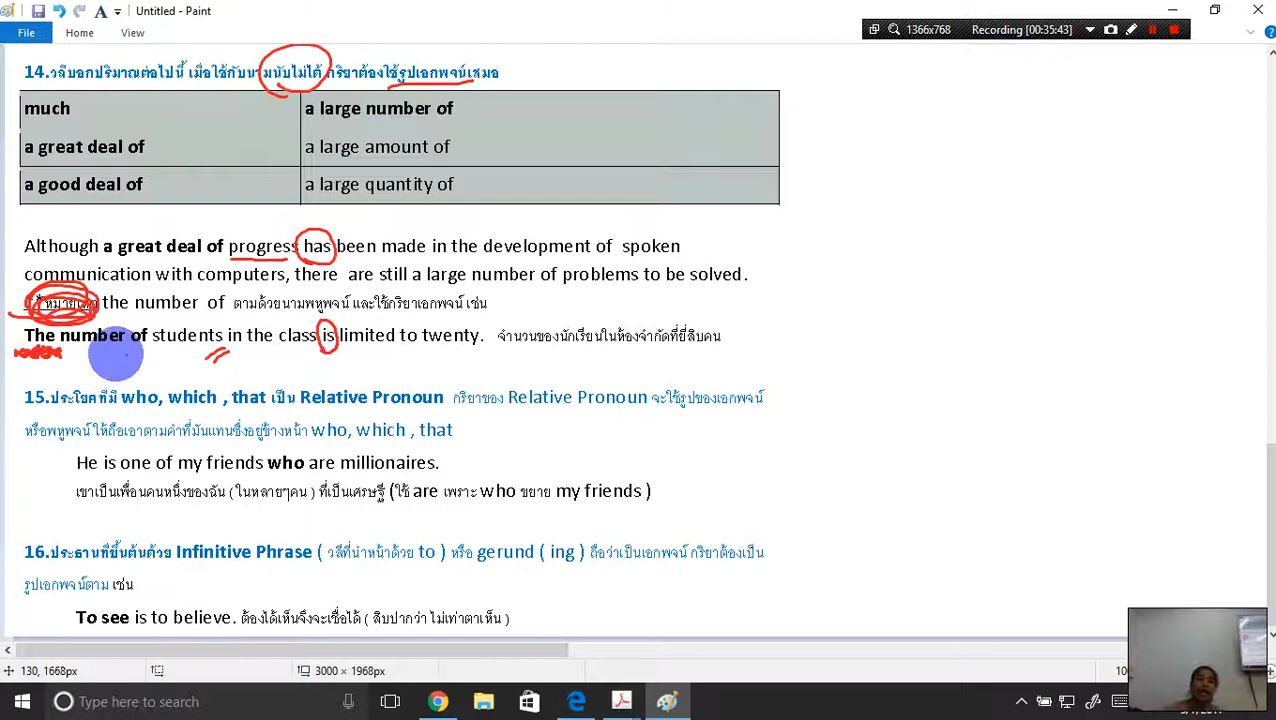 Untitled - Paint
File Home View
1366x768 Recording [00:35:43]
14.วลีบอกปริมาณต่อไปนี้ เมื่อใช้กับนามนับไม่ได้ กริยาต้องใช้รูปเอกพจน์เสมอ
much a large number of
a great deal of a large amount of
a good deal of a large quantity of
Although a great deal of progress has been made in the development of spoken
communication with computers, there are still a large number of problems to be solved.
the number of ตามด้วยนามพหูพจน์ และใช้กริยาเอกพจน์ เช่น
The number of students in the class is limited to twenty. จำนวนของนักเรียนในห้องจำกัดที่ยี่สิบคน
15.ประโยคที่มี who, which , that เป็น Relative Pronoun กริยาของ Relative Pronoun จะใช้รูปของเอกพจน์
หรือพหูพจน์ ให้ถือเอาตามคำที่มันแทนซึ่งอยู่ข้างหน้า who, which , that
He is one of my friends who are millionaires.
เขาเป็นเพื่อนคนหนึ่งของฉัน ( ในหลายๆคน ) ที่เป็นเศรษฐี (ใช้ are เพราะ who ขยาย my friends )
16.ประธานที่ขึ้นต้นด้วย Infinitive Phrase ( วลีที่นำหน้าด้วย to ) หรือ gerund ( ing ) ถือว่าเป็นเอกพจน์ กริยาต้องเป็น
รูปเอกพจน์ตาม เช่น
To see is to believe. ต้องได้เห็นจึงจะเชื่อได้ ( สิบปากว่า ไม่เท่าตาเห็น )
130, 1668px 3000 × 1968px
Type here to search